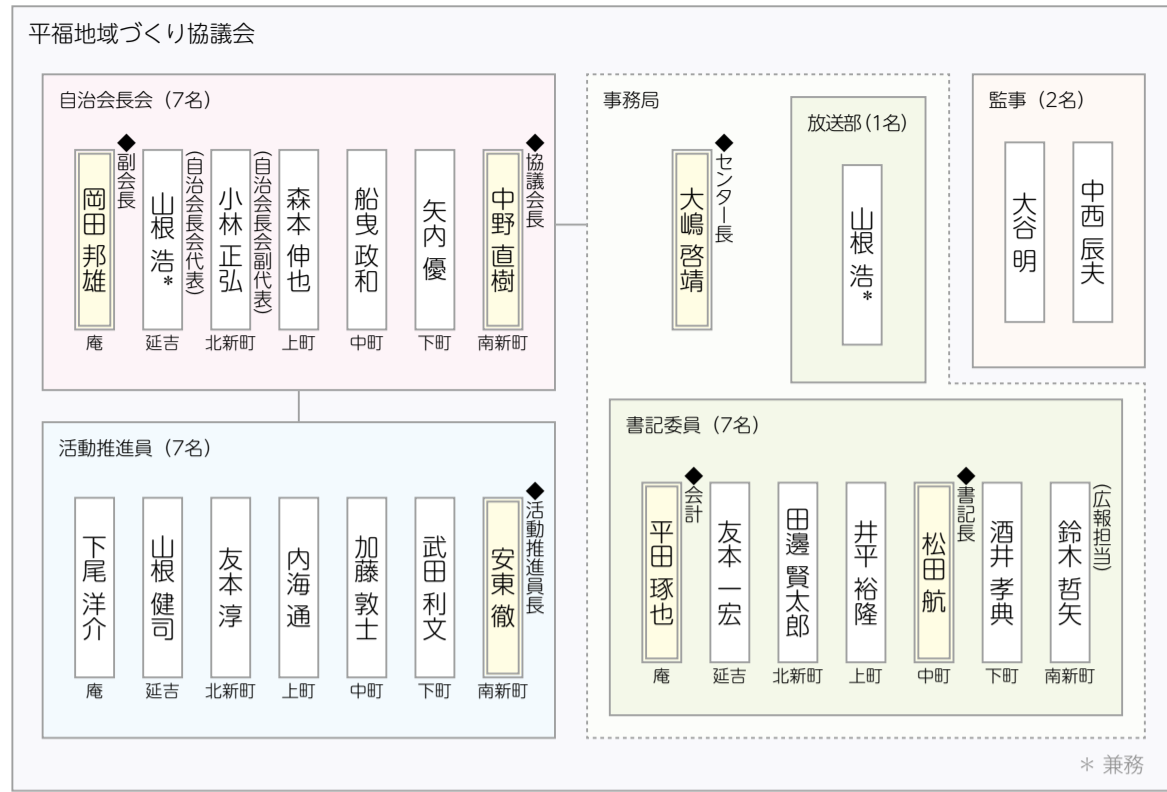 平福地域づくり協議会
自治会長会（7名）
◆副会長
岡田 邦雄
庵
山根 浩*
（自治会長会代表）
延吉
小林 正弘
（自治会長会副代表）
北新町
森本 伸也
上町
船曳 政和
中町
矢内 優
下町
◆協議会長
中野 直樹
南新町
事務局
◆センター長
大嶋 啓靖
放送部（1名）
山根 浩*
監事（2名）
大谷 明
中西 辰夫
活動推進員（7名）
下尾 洋介
庵
山根 健司
延吉
友本 淳
北新町
内海 通
上町
加藤 敦士
中町
武田 利文
下町
◆活動推進員長
安東 徹
南新町
書記委員（7名）
◆会計
平田 琢也
庵
友本 一宏
延吉
田邊 賢太郎
北新町
井平 裕隆
上町
◆書記長
松田 航
中町
酒井 孝典
下町
（広報担当）
鈴木 哲矢
南新町
＊ 兼務